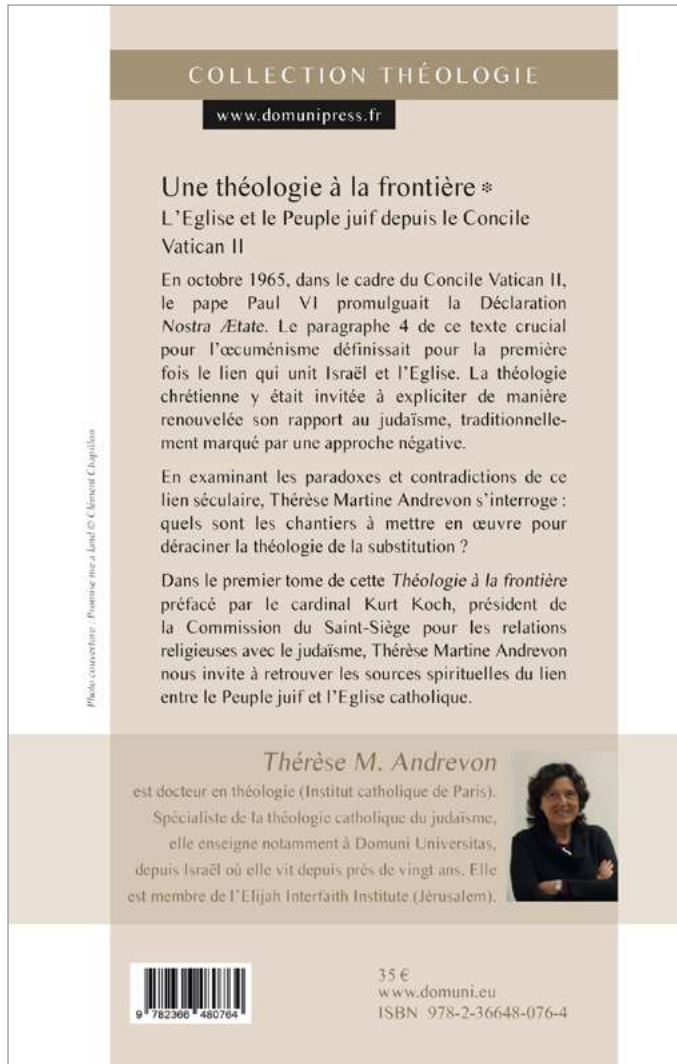 COLLECTION THÉOLOGIE
www.domunipress.fr
Une théologie à la frontière *
L’Eglise et le Peuple juif depuis le Concile
Vatican II
En octobre 1965, dans le cadre du Concile Vatican II,
le pape Paul VI promulguait la Déclaration
Nostra Ætate. Le paragraphe 4 de ce texte crucial
pour l’œcuménisme définissait pour la première
fois le lien qui unit Israël et l’Eglise. La théologie
chrétienne y était invitée à expliciter de manière
renouvelée son rapport au judaïsme, traditionnelle-
ment marqué par une approche négative.
En examinant les paradoxes et contradictions de ce
lien séculaire, Thérèse Martine Andrevon s’interroge :
quels sont les chantiers à mettre en œuvre pour
déraciner la théologie de la substitution ?
Dans le premier tome de cette Théologie à la frontière
préfacé par le cardinal Kurt Koch, président de
la Commission du Saint-Siège pour les relations
religieuses avec le judaïsme, Thérèse Martine Andrevon
nous invite à retrouver les sources spirituelles du lien
entre le Peuple juif et l’Eglise catholique.
Photo couverture : Promise me a land © Clément Chapillon
Thérèse M. Andrevon
est docteur en théologie (Institut catholique de Paris).
Spécialiste de la théologie catholique du judaïsme,
elle enseigne notamment à Domuni Universitas,
depuis Israël où elle vit depuis près de vingt ans. Elle
est membre de l’Elijah Interfaith Institute (Jérusalem).
9 782366 480764
35 €
www.domuni.eu
ISBN 978-2-36648-076-4